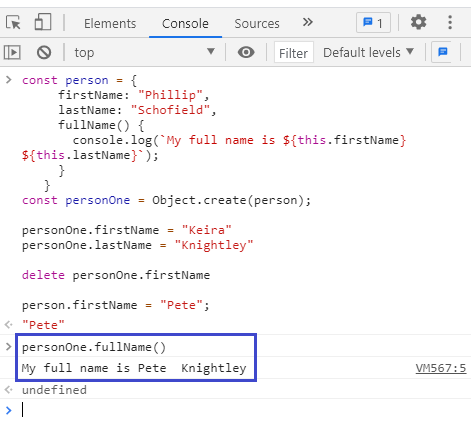 Elements Console Sources » 1
top Filter Default levels
const person = {
firstName: "Phillip",
lastName: "Schofield",
fullName() {
console.log(`My full name is ${this.firstName}
${this.lastName}`);
}
}
const personOne = Object.create(person);
personOne.firstName = "Keira"
personOne.lastName = "Knightley"
delete personOne.firstName
person.firstName = "Pete";
"Pete"
personOne.fullName()
My full name is Pete  Knightley VM567:5
undefined